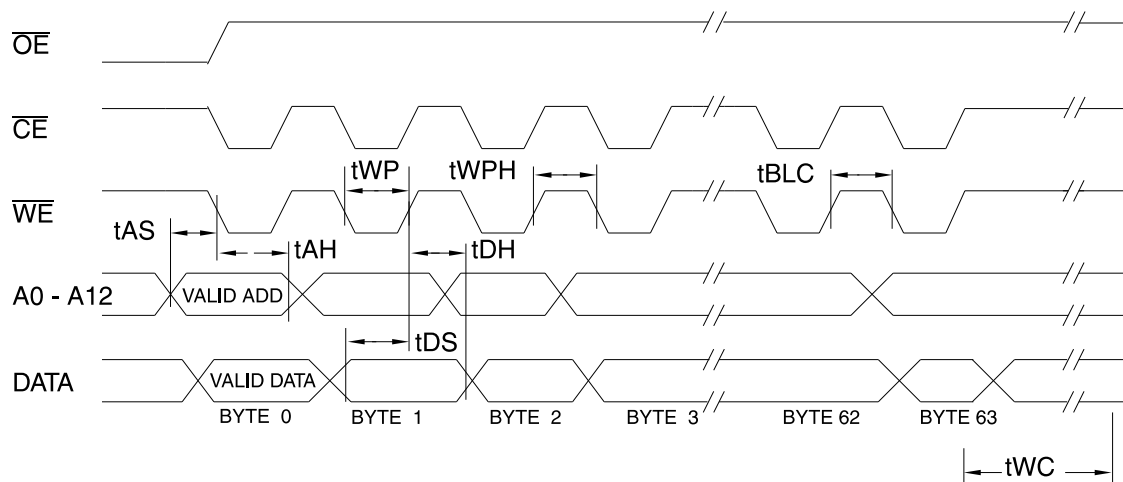 OE
CE
tWP tWPH tBLC
WE
tAS tAH tDH
A0 - A12 VALID ADD
tDS
DATA VALID DATA
BYTE 0 BYTE 1 BYTE 2 BYTE 3 BYTE 62 BYTE 63
tWC